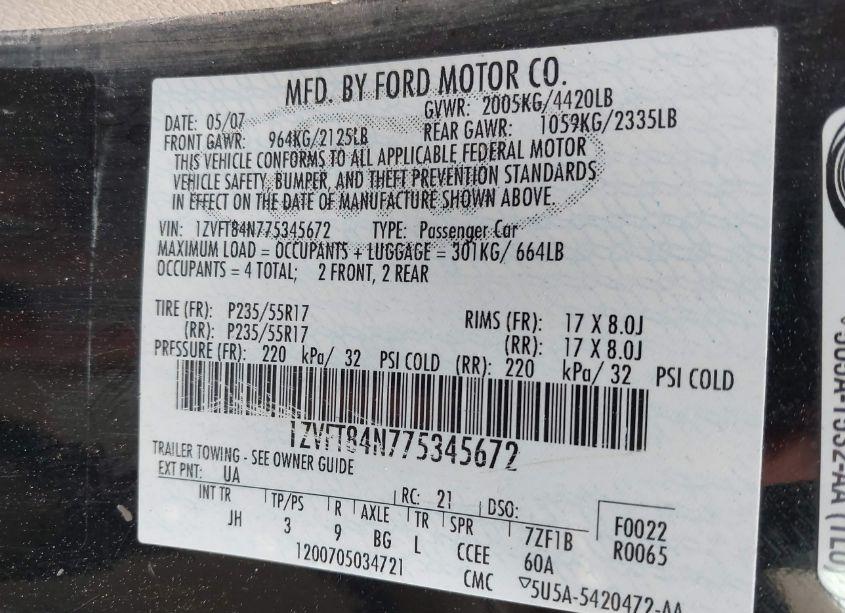 MFD. BY FORD MOTOR CO.
DATE: 05/07 GVWR: 2005KG/4420LB
FRONT GAWR: 964KG/2125LB REAR GAWR: 1059KG/2335LB
THIS VEHICLE CONFORMS TO ALL APPLICABLE FEDERAL MOTOR
VEHICLE SAFETY, BUMPER, AND THEFT PREVENTION STANDARDS
IN EFFECT ON THE DATE OF MANUFACTURE SHOWN ABOVE.
VIN: 1ZVFT84N775345672 TYPE: Passenger Car
MAXIMUM LOAD = OCCUPANTS + LUGGAGE = 301KG/ 664LB
OCCUPANTS = 4 TOTAL; 2 FRONT, 2 REAR
TIRE (FR): P235/55R17 RIMS (FR): 17 X 8.0J
(RR): P235/55R17 (RR): 17 X 8.0J
PRESSURE (FR): 220 kPa/ 32 PSI COLD (RR): 220 kPa/ 32 PSI COLD
1ZVFT84N775345672
TRAILER TOWING - SEE OWNER GUIDE
EXT PNT: UA RC: 21 DSO:
INT TR TP/PS R AXLE TR SPR 7ZF1B F0022
JH 3 9 BG L CCEE 60A R0065
1200705034721 CMC ▽5U5A-5420472-AA